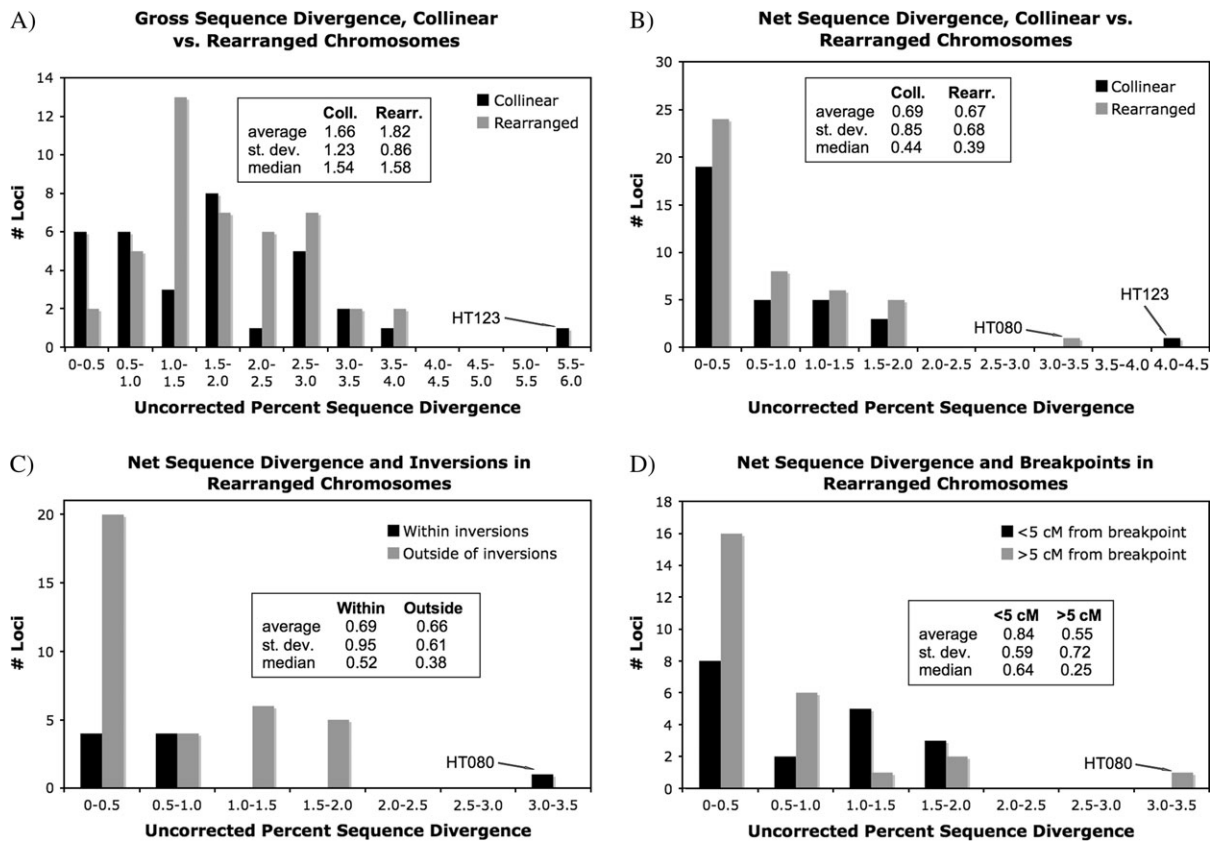 A)
Gross Sequence Divergence, Collinear
vs. Rearranged Chromosomes
14
12
10
8
6
4
2
0
# Loci
Collinear
Rearranged
Coll. Rearr.
average 1.66 1.82
st. dev. 1.23 0.86
median 1.54 1.58
HT123
0-0.5 0.5-1.0 1.0-1.5 1.5-2.0 2.0-2.5 2.5-3.0 3.0-3.5 3.5-4.0 4.0-4.5 4.5-5.0 5.0-5.5 5.5-6.0
Uncorrected Percent Sequence Divergence
B)
Net Sequence Divergence, Collinear vs.
Rearranged Chromosomes
30
25
20
15
10
5
0
# Loci
Collinear
Rearranged
Coll. Rearr.
average 0.69 0.67
st. dev. 0.85 0.68
median 0.44 0.39
HT080
HT123
0-0.5 0.5-1.0 1.0-1.5 1.5-2.0 2.0-2.5 2.5-3.0 3.0-3.5 3.5-4.0 4.0-4.5
Uncorrected Percent Sequence Divergence
C)
Net Sequence Divergence and Inversions in
Rearranged Chromosomes
20
15
10
5
0
# Loci
Within inversions
Outside of inversions
Within Outside
average 0.69 0.66
st. dev. 0.95 0.61
median 0.52 0.38
HT080
0-0.5 0.5-1.0 1.0-1.5 1.5-2.0 2.0-2.5 2.5-3.0 3.0-3.5
Uncorrected Percent Sequence Divergence
D)
Net Sequence Divergence and Breakpoints in
Rearranged Chromosomes
18
16
14
12
10
8
6
4
2
0
# Loci
<5 cM from breakpoint
>5 cM from breakpoint
<5 cM >5 cM
average 0.84 0.55
st. dev. 0.59 0.72
median 0.64 0.25
HT080
0-0.5 0.5-1.0 1.0-1.5 1.5-2.0 2.0-2.5 2.5-3.0 3.0-3.5
Uncorrected Percent Sequence Divergence